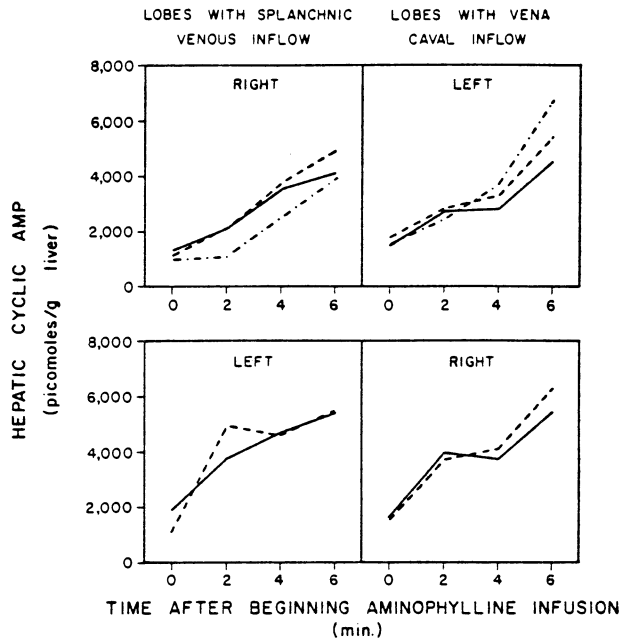 LOBES WITH SPLANCHNIC
VENOUS INFLOW
LOBES WITH VENA
CAVAL INFLOW
HEPATIC CYCLIC AMP
(picomoles/g liver)
8,000
6,000
4,000
2,000
0
RIGHT
0 2 4 6
LEFT
0 2 4 6
8,000
6,000
4,000
2,000
0
LEFT
0 2 4 6
RIGHT
0 2 4 6
TIME AFTER BEGINNING AMINOPHYLLINE INFUSION
(min.)